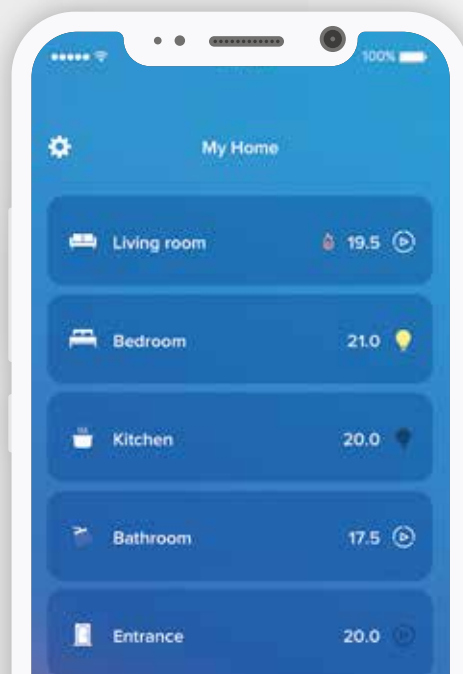 100%
My Home
Living room 19.5
Bedroom 21.0
Kitchen 20.0
Bathroom 17.5
Entrance 20.0